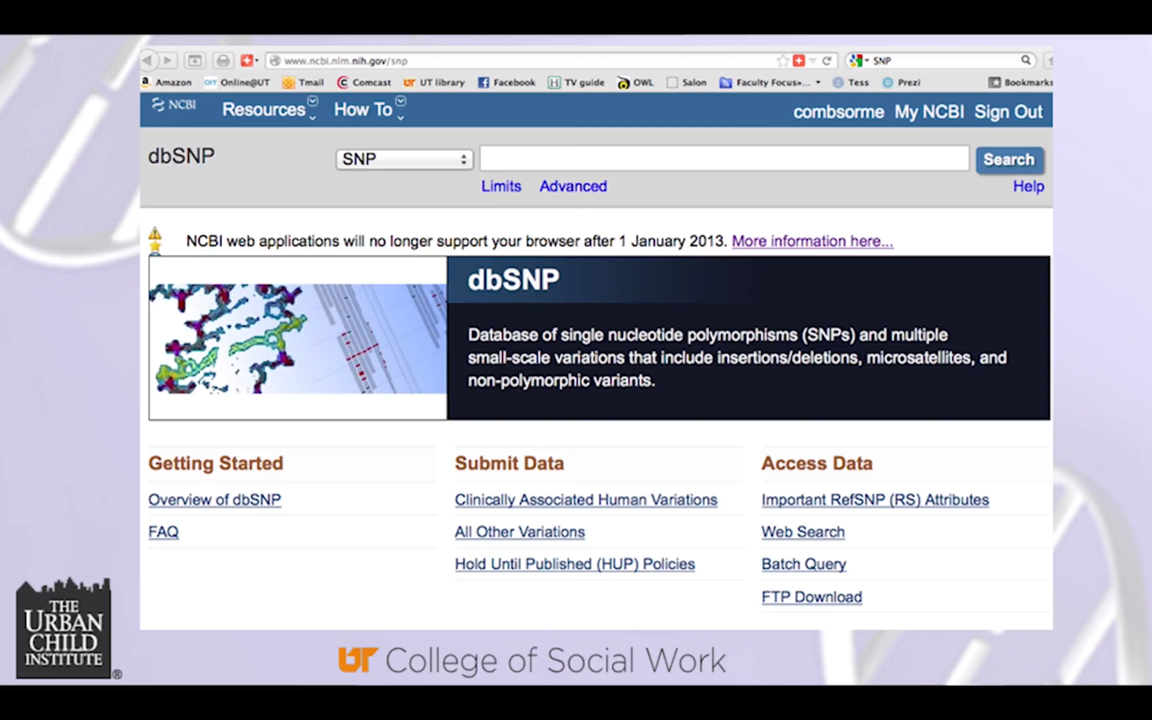 www.ncbi.nlm.nih.gov/snp
SNP
Amazon Online@UT Tmail Comcast UT library Facebook TV guide OWL Salon Faculty Focus»... Tess Prezi Bookmarks
NCBI Resources How To combsorme My NCBI Sign Out
dbSNP SNP Search
Limits Advanced Help
NCBI web applications will no longer support your browser after 1 January 2013. More information here...
dbSNP
Database of single nucleotide polymorphisms (SNPs) and multiple
small-scale variations that include insertions/deletions, microsatellites, and
non-polymorphic variants.
Getting Started
Overview of dbSNP
FAQ
Submit Data
Clinically Associated Human Variations
All Other Variations
Hold Until Published (HUP) Policies
Access Data
Important RefSNP (RS) Attributes
Web Search
Batch Query
FTP Download
THE
URBAN
CHILD
INSTITUTE®
UT College of Social Work